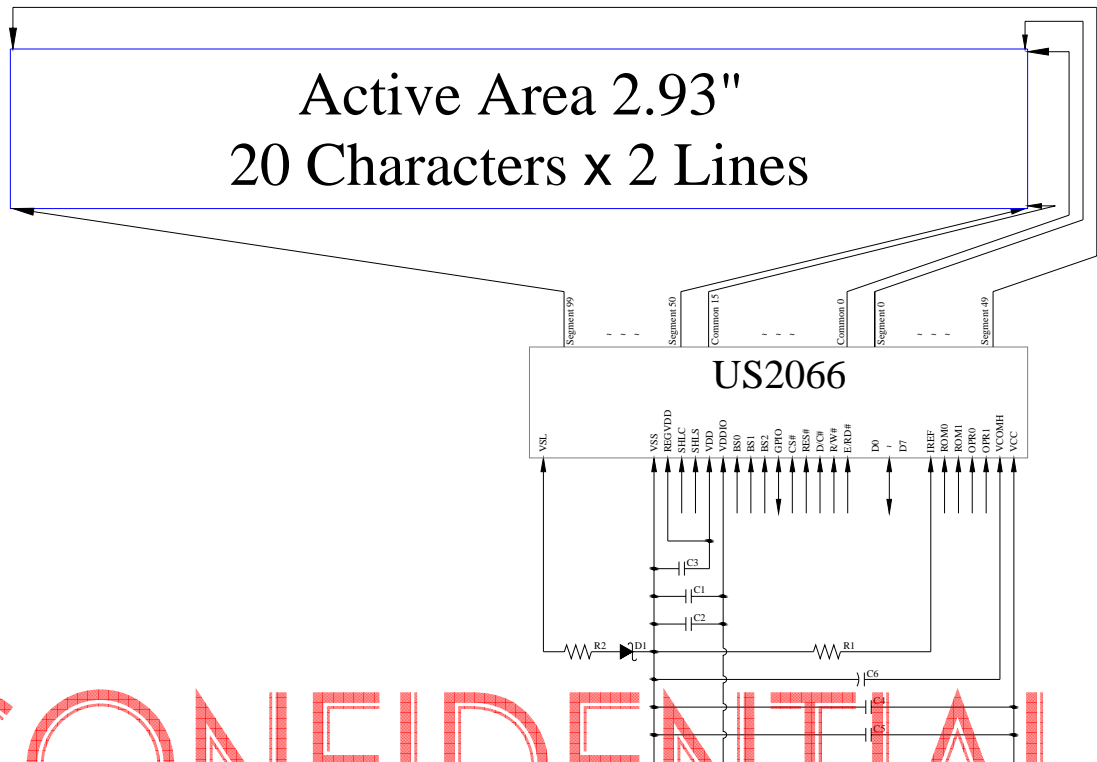 Active Area 2.93"
20 Characters x 2 Lines
Segment 99
~ ~ ~
Segment 50
Common 15
~ ~ ~
Common 0
Segment 0
~ ~ ~
Segment 49
US2066
VSL
VSS
REGVDD
SHLC
SHLS
VDD
VDDIO
BS0
BS1
BS2
GPIO
CS#
RES#
D/C#
R/W#
E/RD#
D0
~
D7
IREF
ROM0
ROM1
OPR0
OPR1
VCOMH
VCC
C3
C1
C2
R2
D1
R1
C6
C4
C5
CONFIDENTIAL